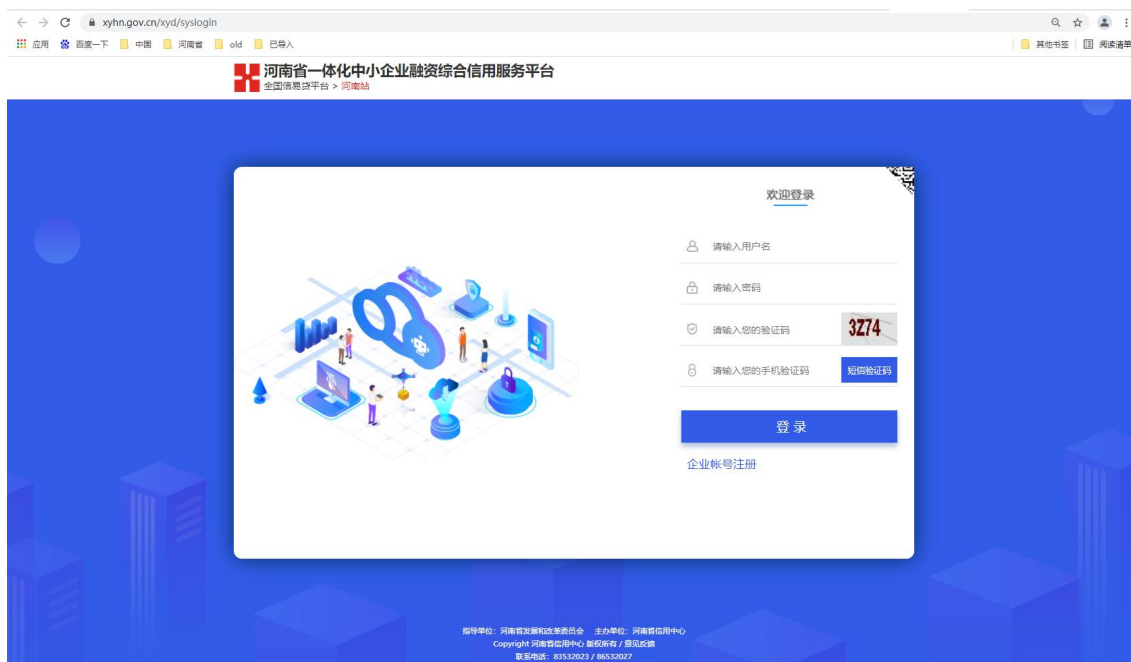 xyhn.gov.cn/xyd/syslogin
应用 百度一下 中国 河南省 old 已导入 其他书签 阅读清单
河南省一体化中小企业融资综合信用服务平台
全国信易贷平台 > 河南站
欢迎登录
请输入用户名
请输入密码
请输入您的验证码 3Z74
请输入您的手机验证码 短信验证码
登 录
企业帐号注册
指导单位：河南省发展和改革委员会 主办单位：河南省信用中心
Copyright 河南省信用中心 版权所有 / 意见反馈
联系电话：83532023 / 86532027